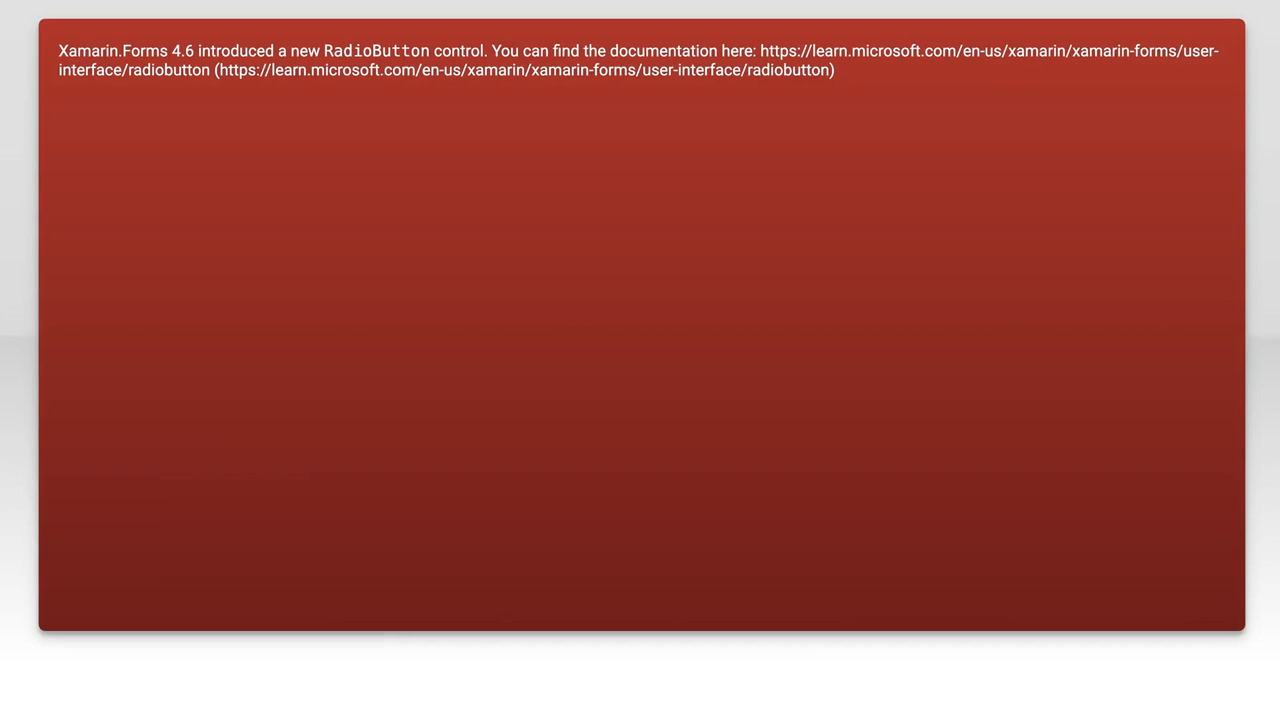 Xamarin.Forms 4.6 introduced a new RadioButton control. You can find the documentation here: https://learn.microsoft.com/en-us/xamarin/xamarin-forms/user-
interface/radiobutton (https://learn.microsoft.com/en-us/xamarin/xamarin-forms/user-interface/radiobutton)